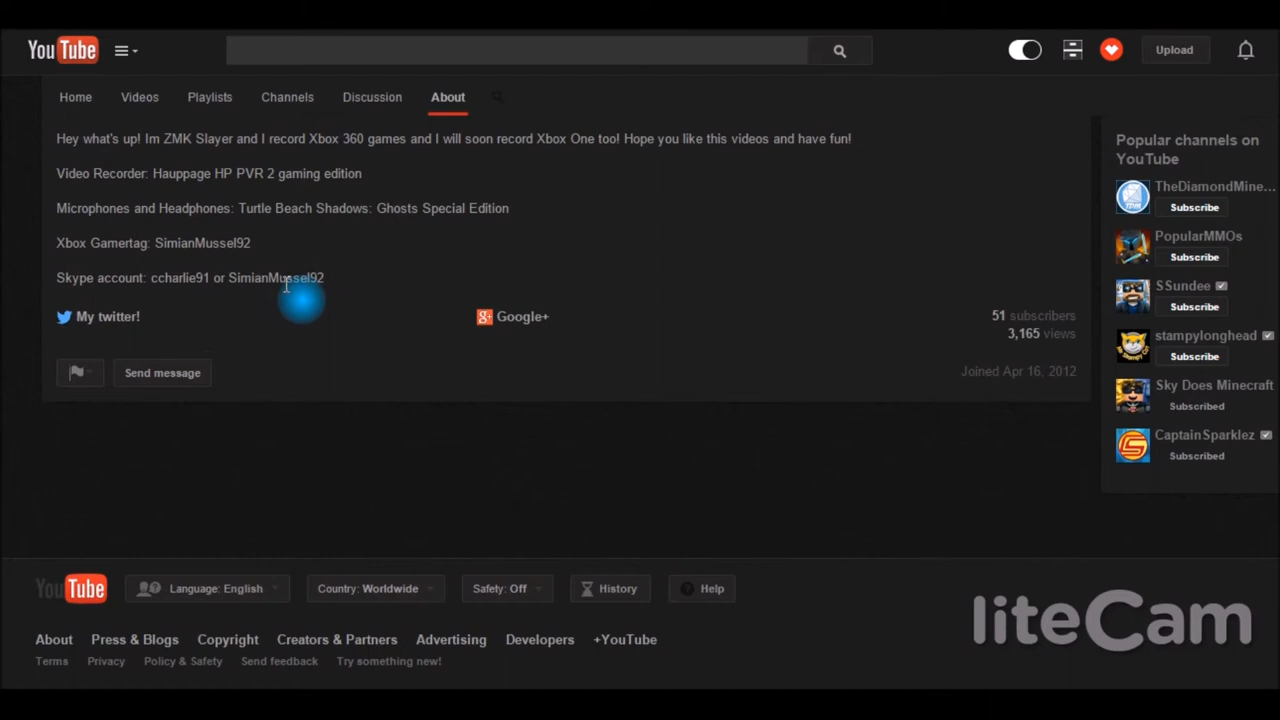 YouTube
Upload
Home Videos Playlists Channels Discussion About
Hey what's up! Im ZMK Slayer and I record Xbox 360 games and I will soon record Xbox One too! Hope you like this videos and have fun!
Video Recorder: Hauppage HP PVR 2 gaming edition
Microphones and Headphones: Turtle Beach Shadows: Ghosts Special Edition
Xbox Gamertag: SimianMussel92
Skype account: ccharlie91 or SimianMussel92
My twitter!
Google+
51 subscribers
3,165 views
Send message
Joined Apr 16, 2012
Popular channels on
YouTube
TheDiamondMine...
Subscribe
PopularMMOs
Subscribe
SSundee
Subscribe
stampylonghead
Subscribe
Sky Does Minecraft
Subscribed
CaptainSparklez
Subscribed
YouTube
Language: English
Country: Worldwide
Safety: Off
History
Help
About Press & Blogs Copyright Creators & Partners Advertising Developers +YouTube
Terms Privacy Policy & Safety Send feedback Try something new!
liteCam